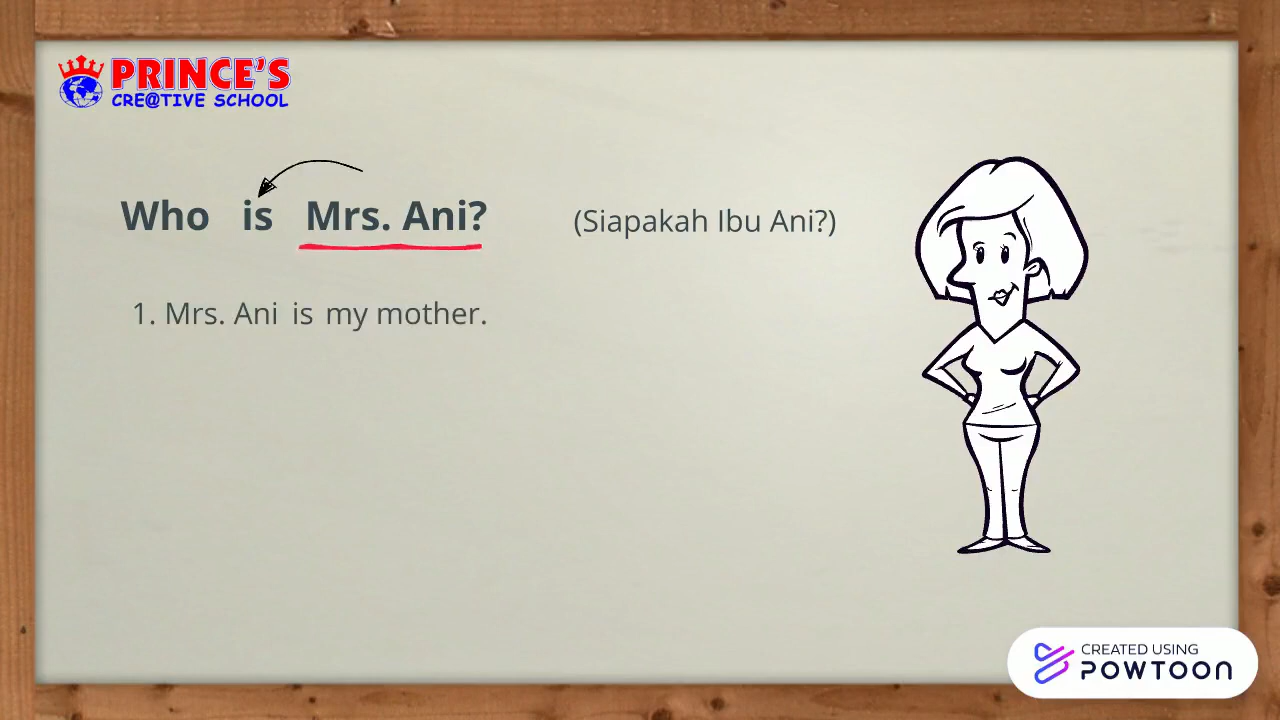 PRINCE'S
CRE@TIVE SCHOOL
Who is Mrs. Ani? (Siapakah Ibu Ani?)
1. Mrs. Ani is my mother.
CREATED USING
POWTOON